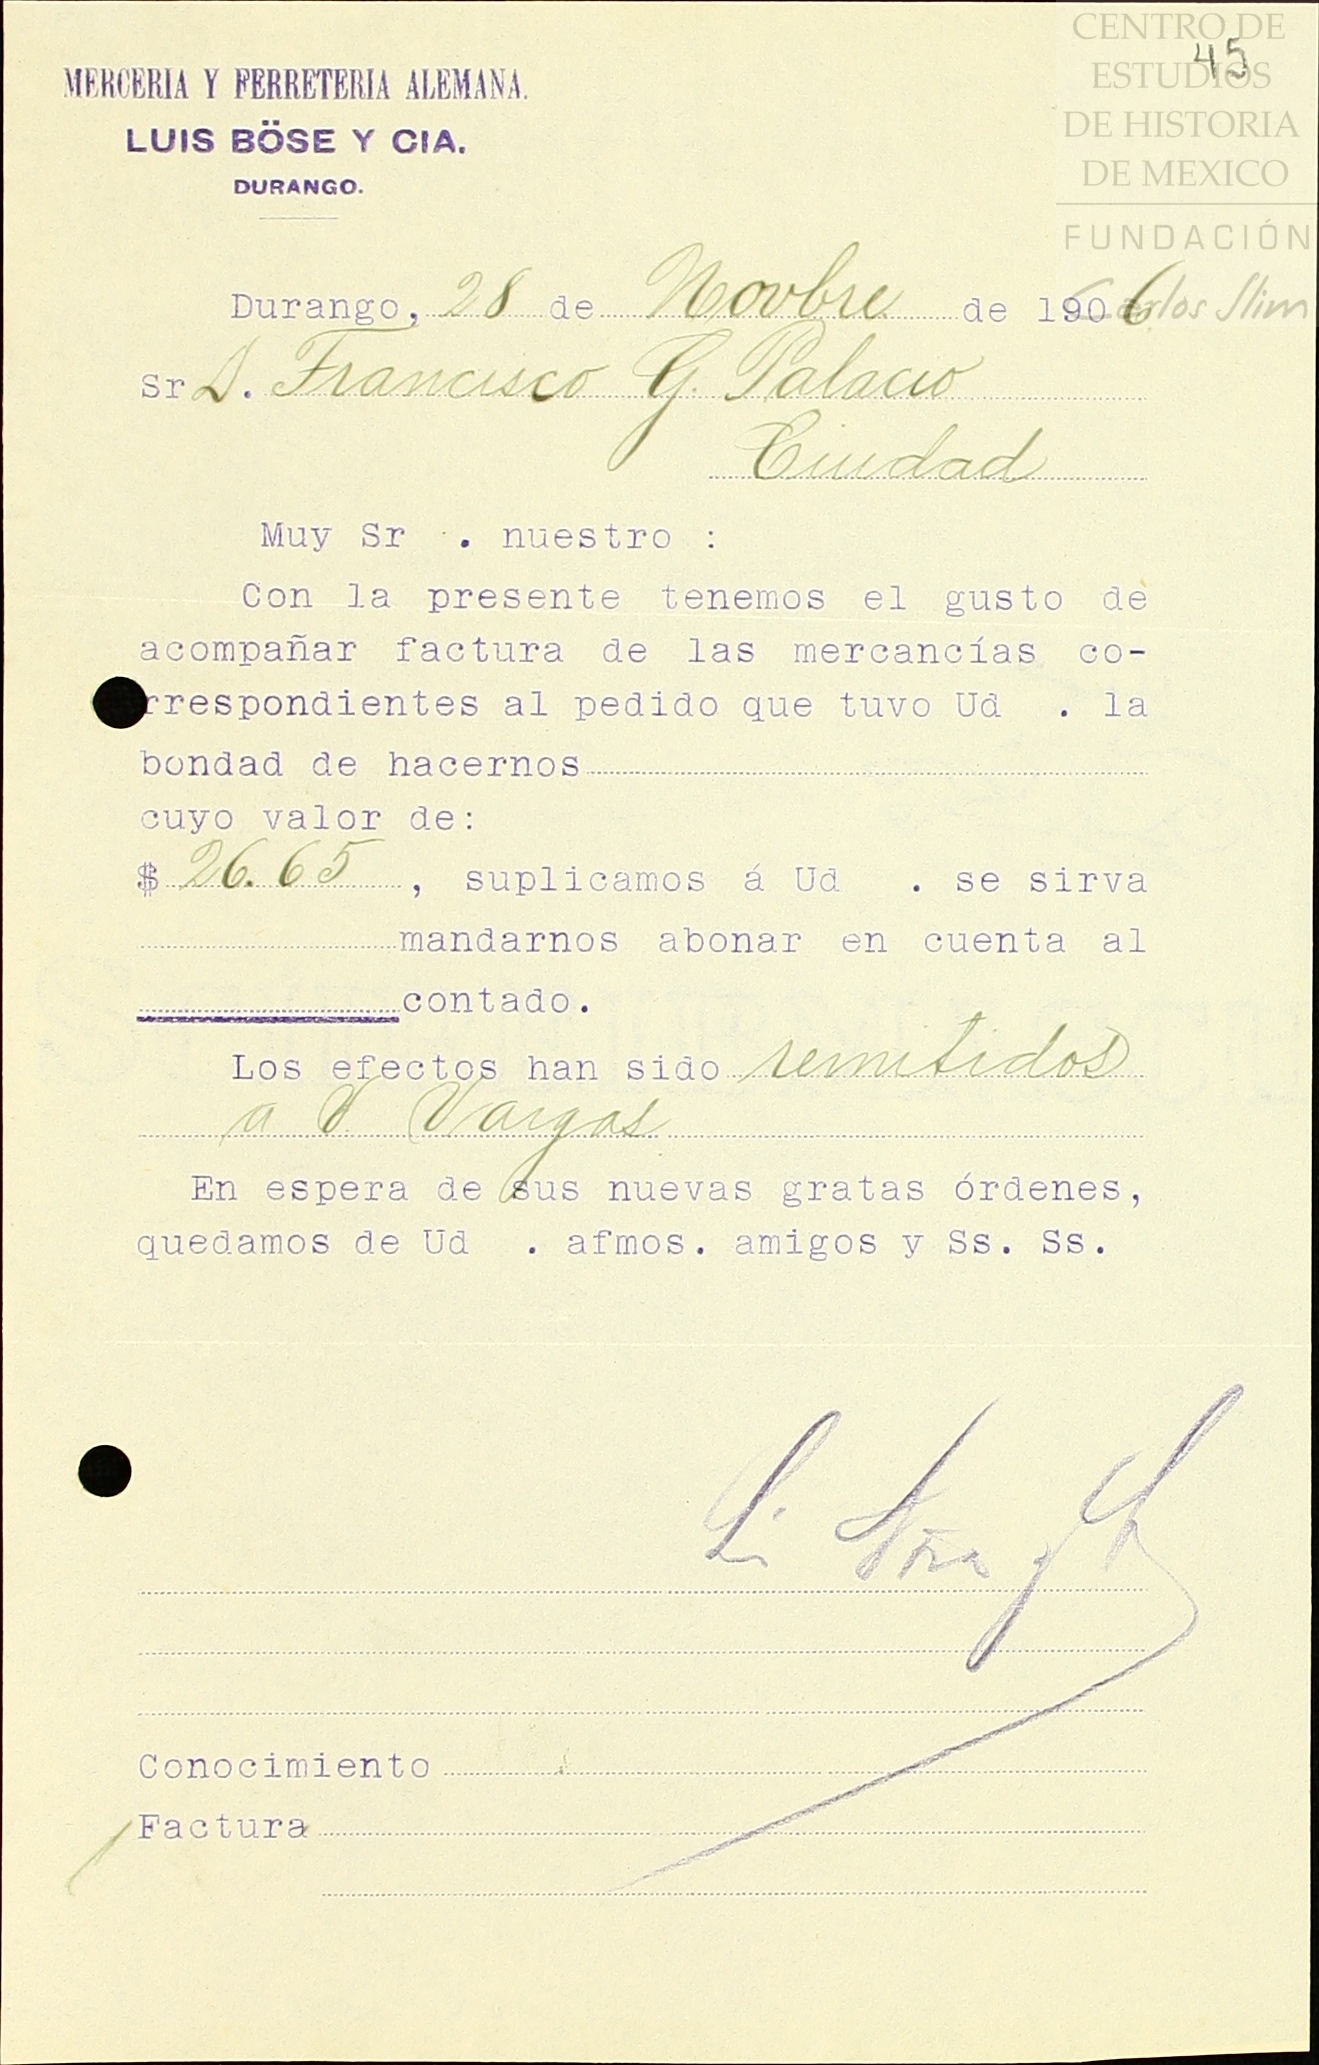 CENTRO DE
ESTUDIOS
DE HISTORIA
DE MEXICO
FUNDACIÓN
Carlos Slim
45
MERCERIA Y FERRETERIA ALEMANA.
LUIS BÖSE Y CIA.
DURANGO.
Durango, 28 de Novbre de 1906
Sr D. Francisco G. Palacio
Ciudad
Muy Sr . nuestro :
Con la presente tenemos el gusto de
acompañar factura de las mercancías co-
rrespondientes al pedido que tuvo Ud . la
bondad de hacernos
cuyo valor de:
$ 26.65 , suplicamos á Ud . se sirva
mandarnos abonar en cuenta al
contado.
Los efectos han sido remitidos
a V Vargas
En espera de sus nuevas gratas órdenes,
quedamos de Ud . afmos. amigos y Ss. Ss.
Conocimiento
Factura